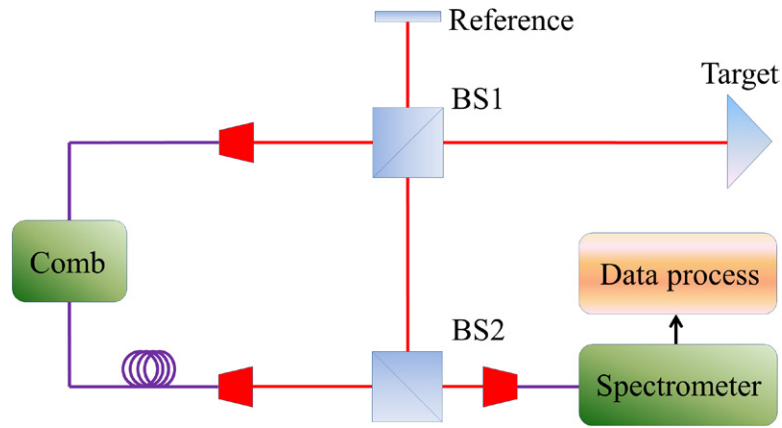 Reference
Target
BS1
Comb
Data process
BS2
Spectrometer